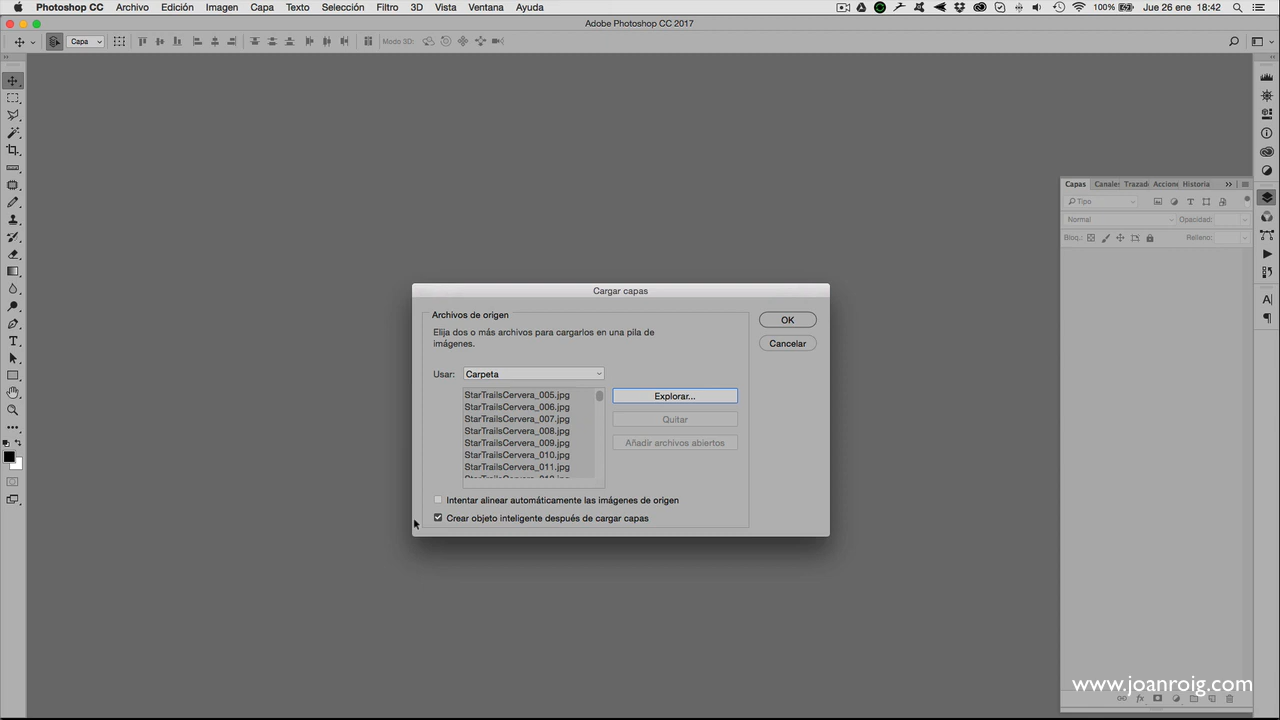 Photoshop CC Archivo Edición Imagen Capa Texto Selección Filtro 3D Vista Ventana Ayuda 100% Jue 26 ene 18:42
Adobe Photoshop CC 2017
Capa Modo 3D:
Capas Canales Trazad Accione Historia
Tipo
Normal Opacidad:
Bloq.: Relleno:
Cargar capas
Archivos de origen
Elija dos o más archivos para cargarlos en una pila de
imágenes.
OK
Cancelar
Usar: Carpeta
StarTrailsCervera_005.jpg
StarTrailsCervera_006.jpg
StarTrailsCervera_007.jpg
StarTrailsCervera_008.jpg
StarTrailsCervera_009.jpg
StarTrailsCervera_010.jpg
StarTrailsCervera_011.jpg
Explorar...
Quitar
Añadir archivos abiertos
Intentar alinear automáticamente las imágenes de origen
Crear objeto inteligente después de cargar capas
www.joanroig.com